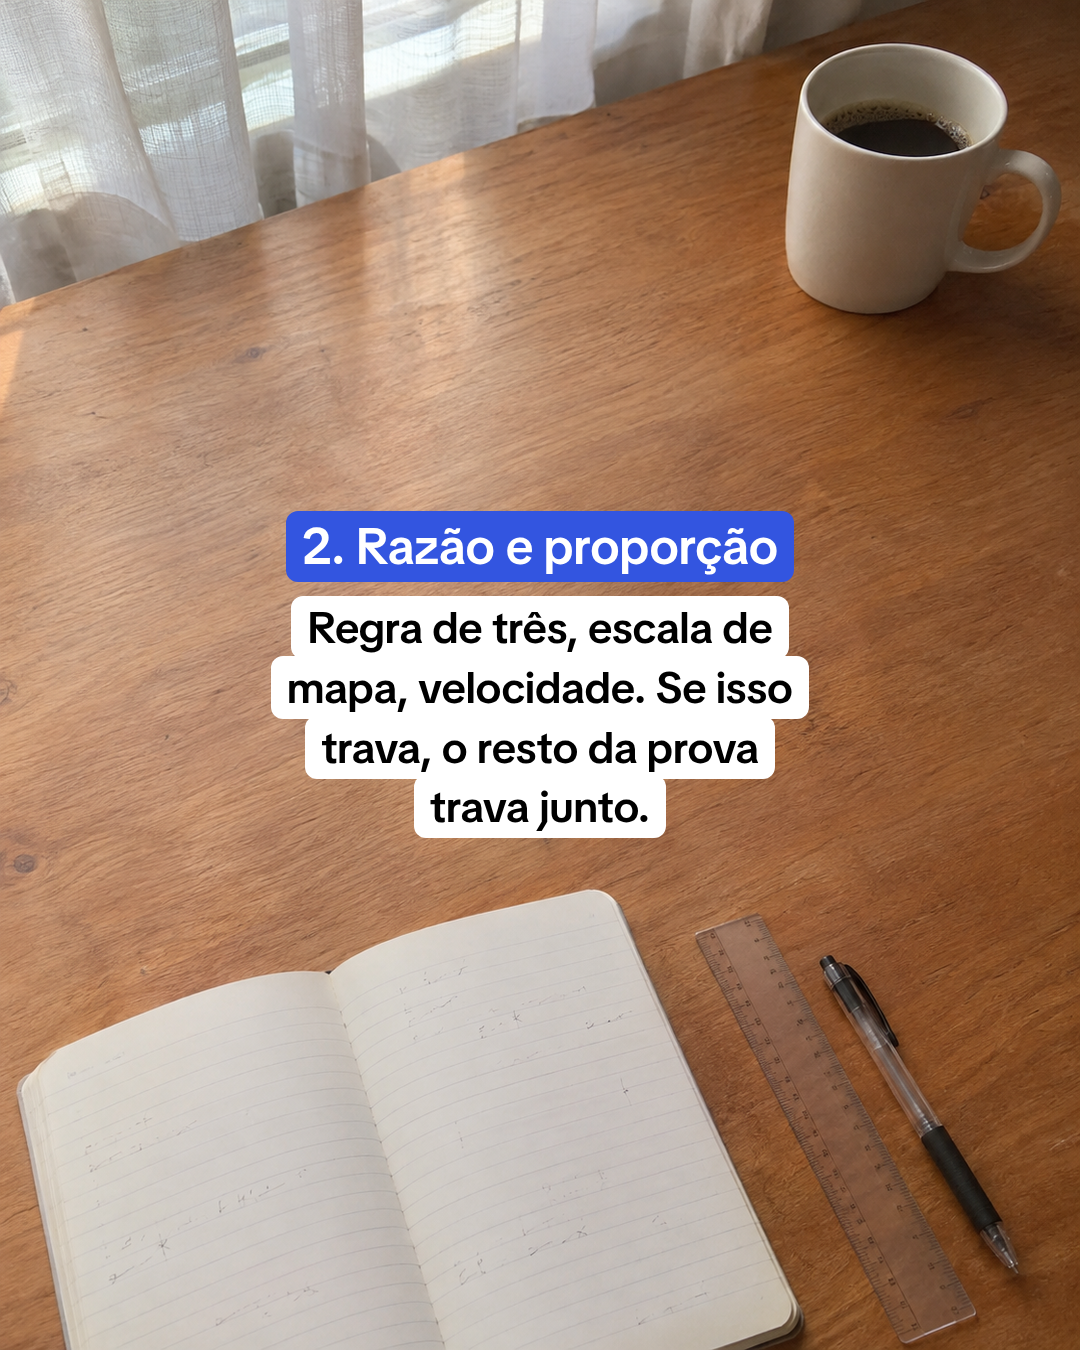 2. Razão e proporção
Regra de três, escala de
mapa, velocidade. Se isso
trava, o resto da prova
trava junto.